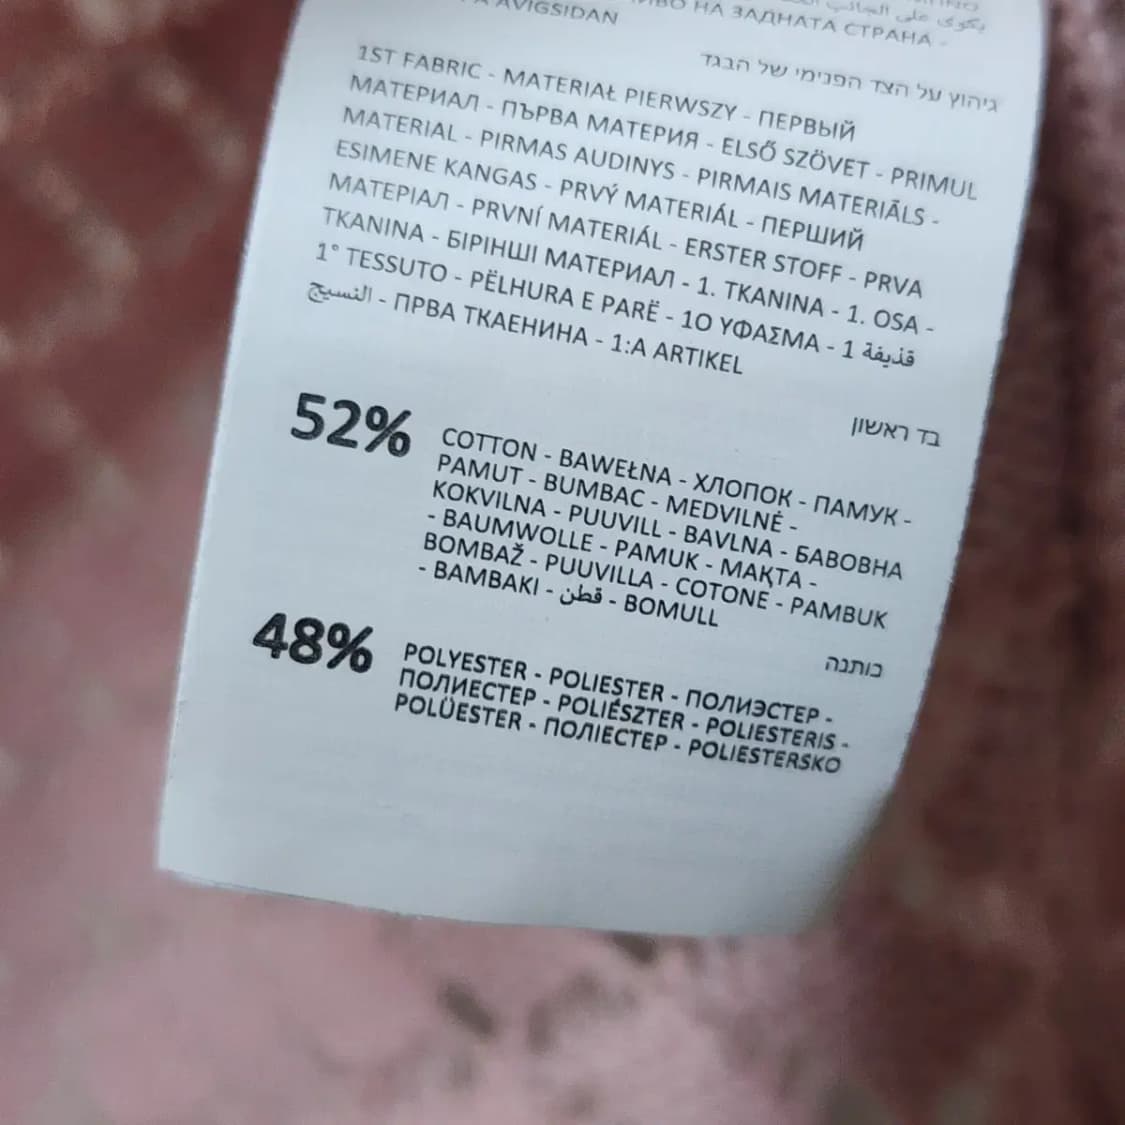 AVIGSIDAN
НА ЗАДНАТА СТРАНА -
גיהוץ על הצד הפנימי של הבגד
1ST FABRIC - MATERIAŁ PIERWSZY - ПЕРВЫЙ
МАТЕРИАЛ - ПЪРВА МАТЕРИЯ - ELSŐ SZÖVET - PRIMUL
MATERIAL - PIRMAS AUDINYS - PIRMAIS MATERIĀLS -
ESIMENE KANGAS - PRVÝ MATERIÁL - ПЕРШИЙ
МАТЕРІАЛ - PRVNÍ MATERIÁL - ERSTER STOFF - PRVA
TKANINA - БІРІНШІ МАТЕРИАЛ - 1. TKANINA - 1. OSA -
1° TESSUTO - PËLHURA E PARË - 1O ΥΦΑΣΜΑ - 1 قذيفة
النسيج - ПРВА ТКАЕНИНА - 1:A ARTIKEL
בד ראשון
52%
COTTON - BAWEŁNA - ХЛОПОК - ПАМУК -
PAMUT - BUMBAC - MEDVILNĖ -
KOKVILNA - PUUVILL - BAVLNA - БАВОВНА
- BAUMWOLLE - PAMUK - МАҚТА -
BOMBAŽ - PUUVILLA - COTONE - PAMBUK
- BAMBAKI - قطن - BOMULL
כותנה
48%
POLYESTER - POLIESTER - ПОЛИЭСТЕР -
ПОЛИЕСТЕР - POLIÉSZTER - POLIESTERIS -
POLÜESTER - ПОЛІЕСТЕР - POLIESTERSKO